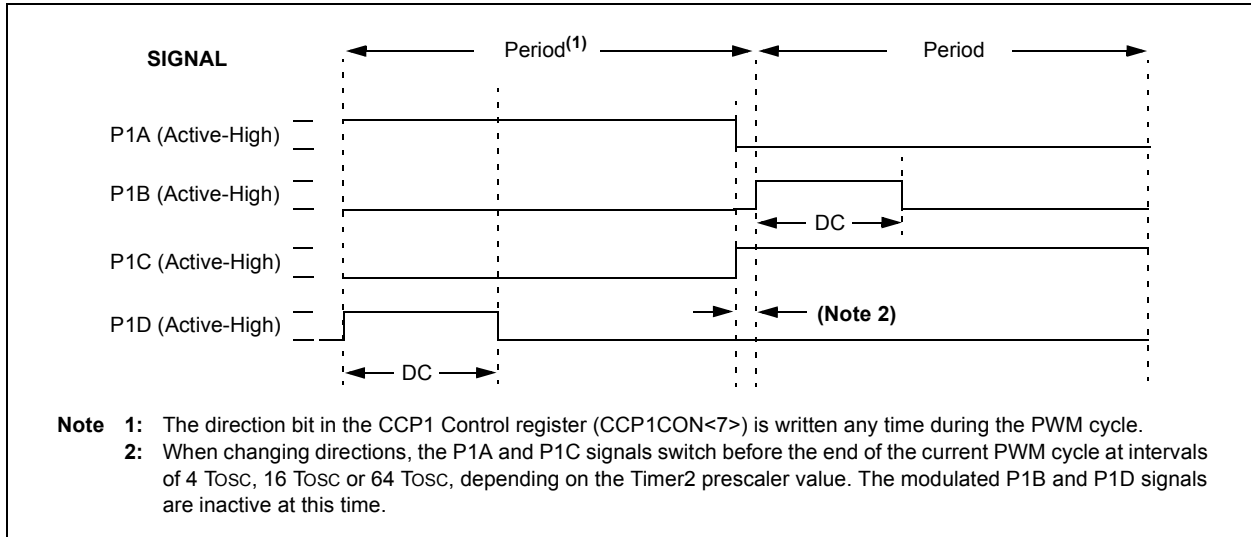 SIGNAL
Period(1)
Period
P1A (Active-High)
P1B (Active-High)
DC
P1C (Active-High)
P1D (Active-High)
(Note 2)
DC
Note 1: The direction bit in the CCP1 Control register (CCP1CON<7>) is written any time during the PWM cycle.
2: When changing directions, the P1A and P1C signals switch before the end of the current PWM cycle at intervals
of 4 TOSC, 16 TOSC or 64 TOSC, depending on the Timer2 prescaler value. The modulated P1B and P1D signals
are inactive at this time.